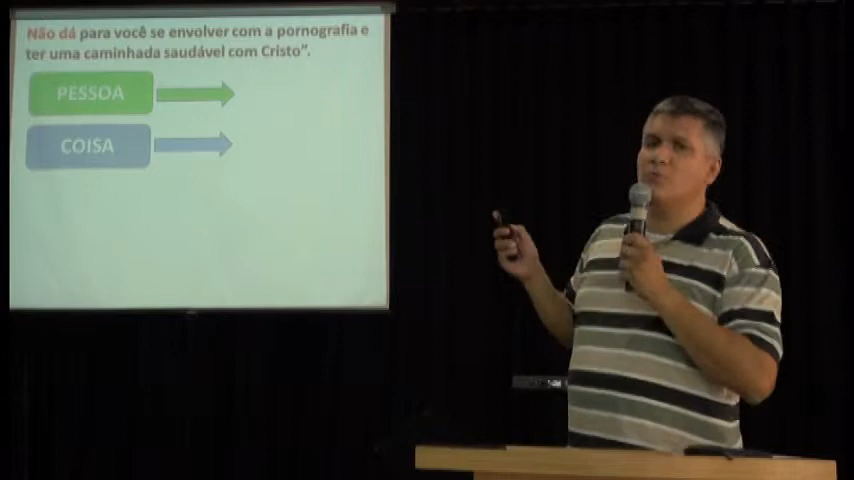 Não dá para você se envolver com a pornografia e
ter uma caminhada saudável com Cristo”.
PESSOA
COISA